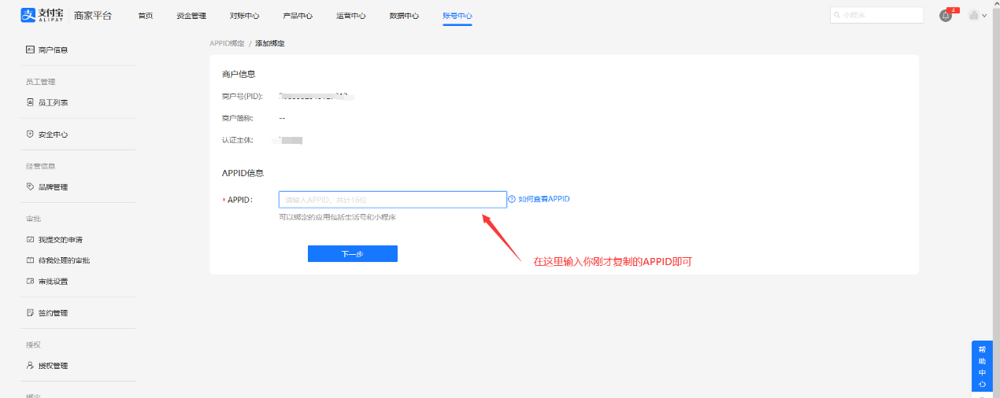 支付宝 ALIPAY 商家平台 首页 资金管理 对账中心 产品中心 运营中心 数据中心 账号中心 小程序 4
APPID绑定 / 添加绑定
商户信息
员工管理
员工列表
安全中心
经营信息
品牌管理
审批
我提交的申请
待我处理的审批
审批设置
签约管理
授权
授权管理
商户信息
商户号(PID):
商户简称: --
认证主体:
APPID信息
* APPID: 请输入APPID，共计16位 如何查看APPID
可以绑定的应用包括生活号和小程序
下一步
在这里输入你刚才复制的APPID即可
帮助中心